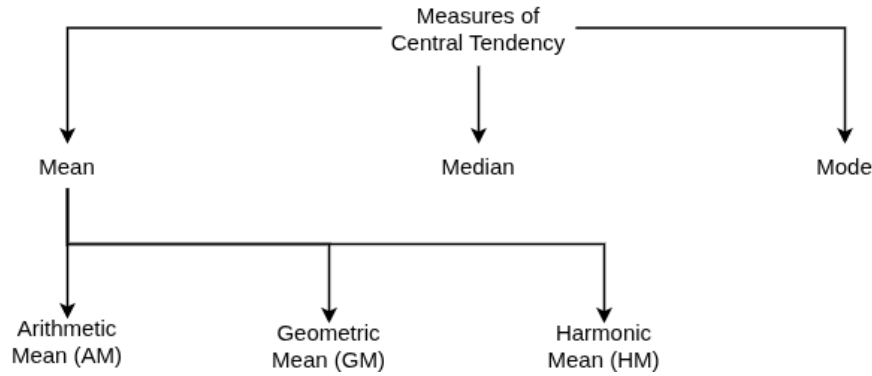 Measures of
Central Tendency
Mean
Median
Mode
Arithmetic
Mean (AM)
Geometric
Mean (GM)
Harmonic
Mean (HM)